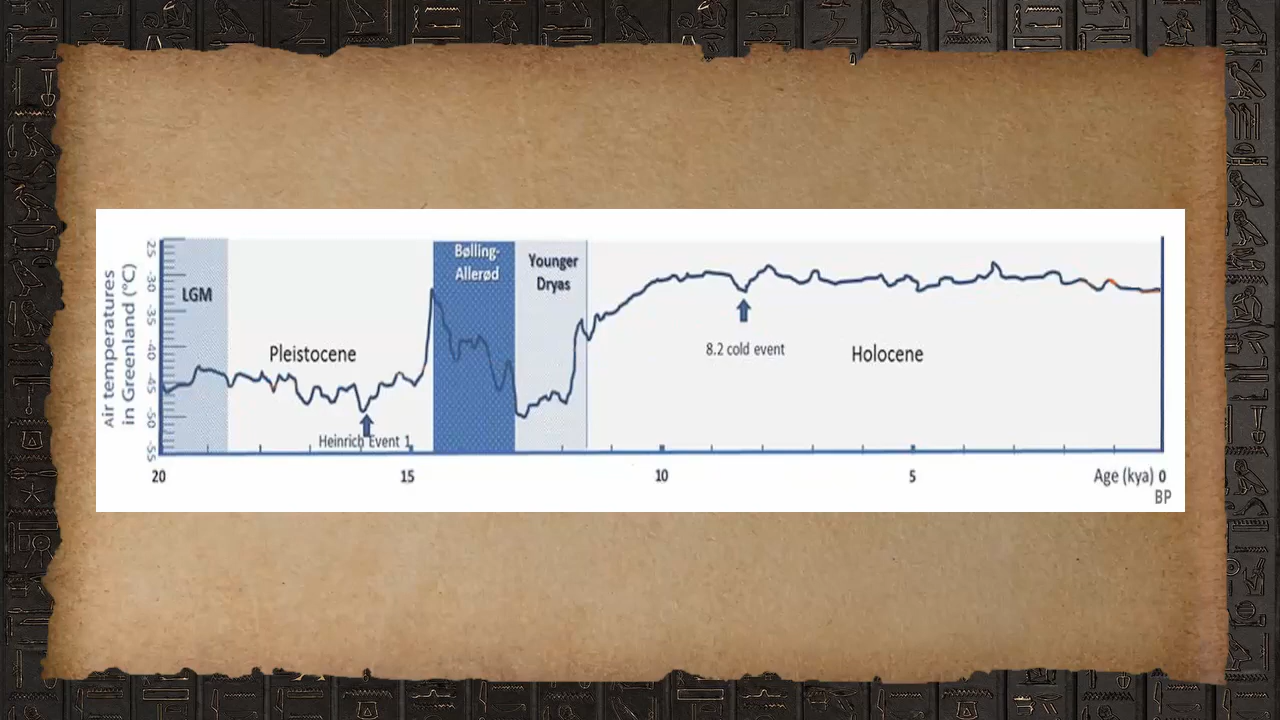 Air temperatures
in Greenland (°C)
25
-30
-35
-40
-45
-50
-55
LGM
Pleistocene
Heinrich Event 1
Bølling-
Allerød
Younger
Dryas
8.2 cold event
Holocene
20
15
10
5
Age (kya) 0
BP